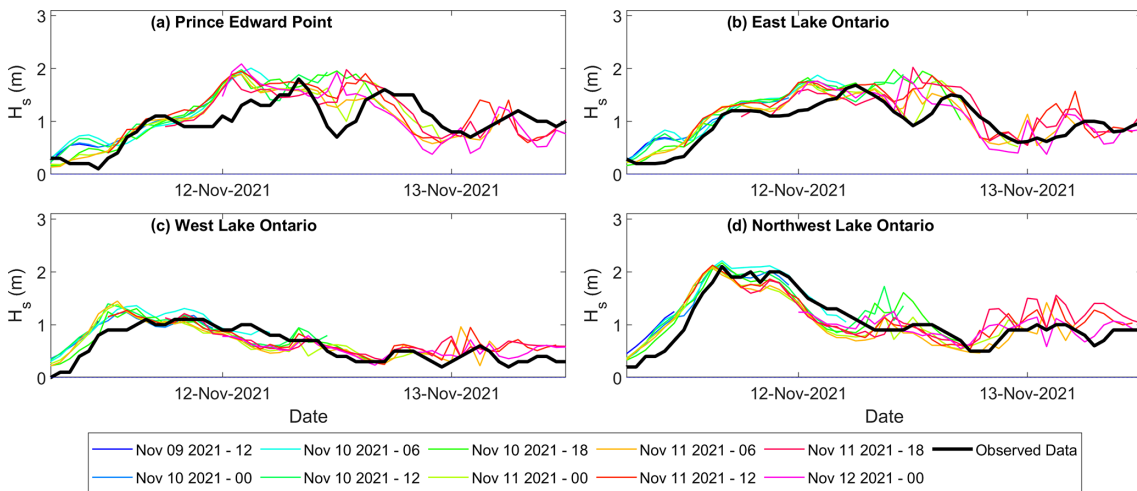 (a) Prince Edward Point
(b) East Lake Ontario
3
2
1
0
H_s (m)
12-Nov-2021
13-Nov-2021
3
2
1
0
H_s (m)
12-Nov-2021
13-Nov-2021
(c) West Lake Ontario
(d) Northwest Lake Ontario
3
2
1
0
H_s (m)
12-Nov-2021
13-Nov-2021
Date
3
2
1
0
H_s (m)
12-Nov-2021
13-Nov-2021
Date
Nov 09 2021 - 12
Nov 10 2021 - 06
Nov 10 2021 - 18
Nov 11 2021 - 06
Nov 11 2021 - 18
Observed Data
Nov 10 2021 - 00
Nov 10 2021 - 12
Nov 11 2021 - 00
Nov 11 2021 - 12
Nov 12 2021 - 00